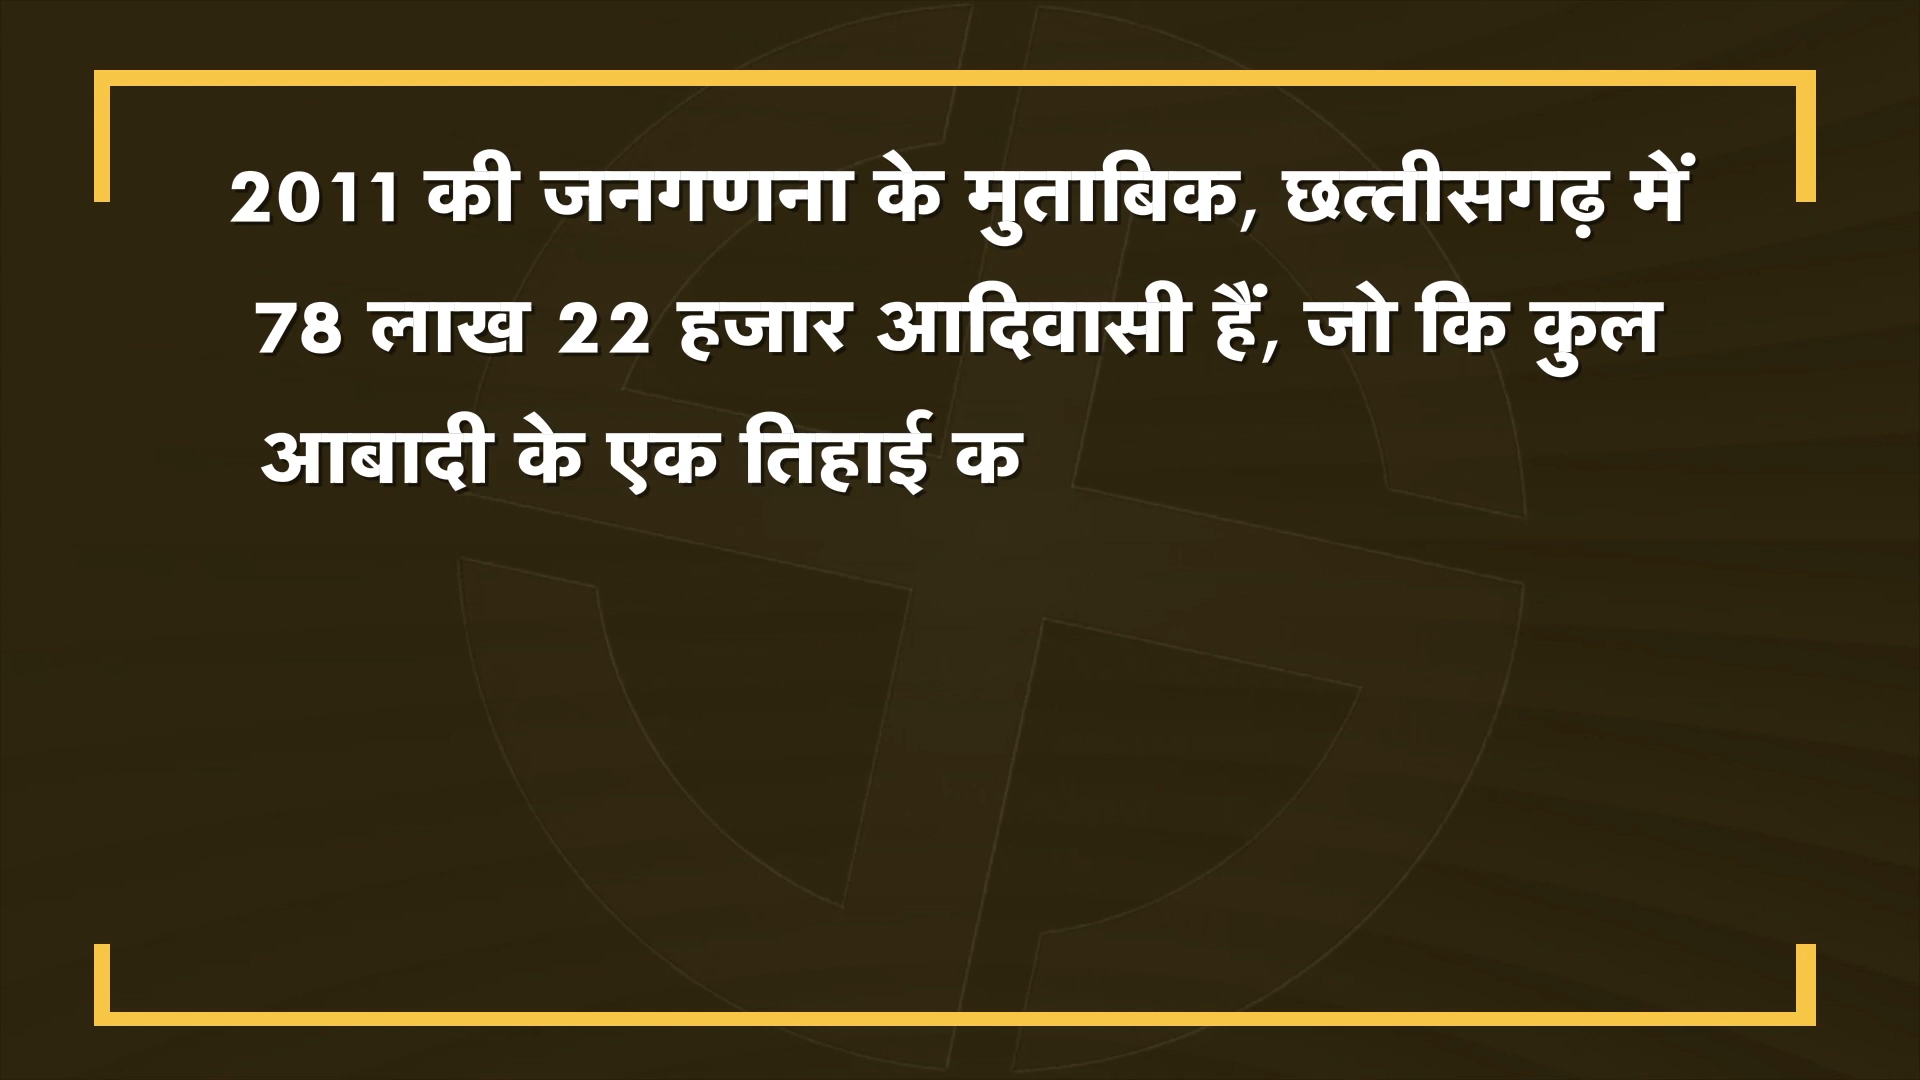 2011 की जनगणना के मुताबिक, छत्तीसगढ़ में
78 लाख 22 हजार आदिवासी हैं, जो कि कुल
आबादी के एक तिहाई क